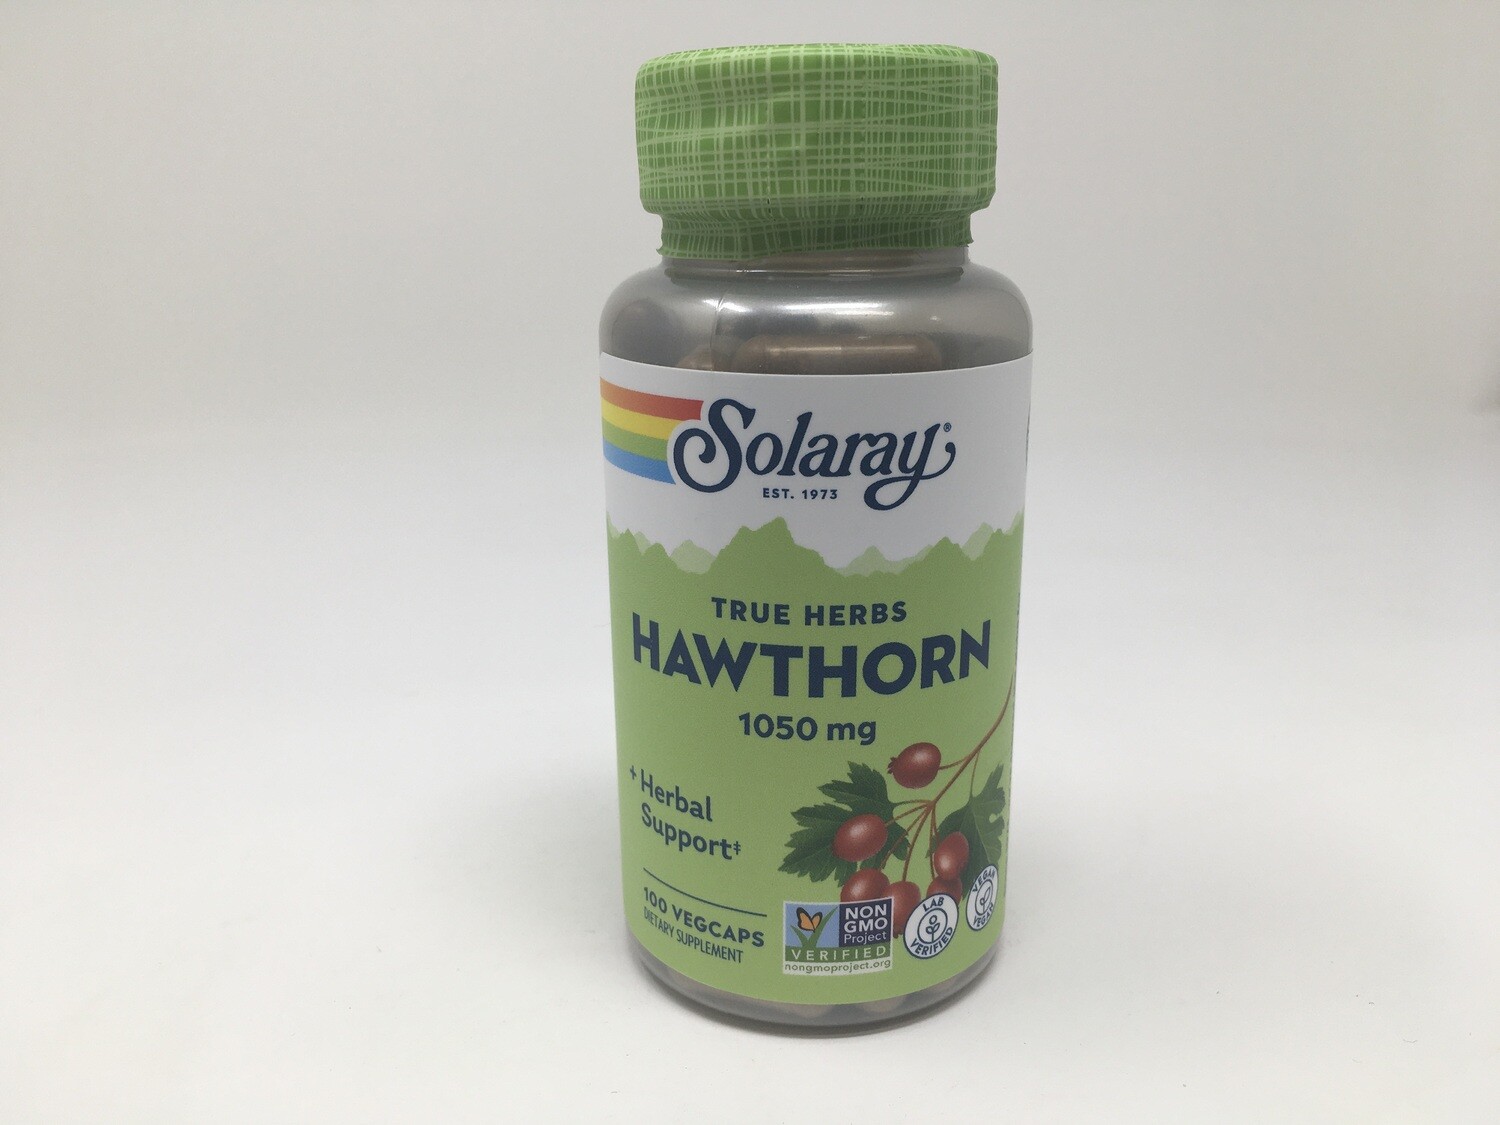 Solaray®
EST. 1973
TRUE HERBS
HAWTHORN
1050 mg
+ Herbal
Support‡
100 VEGCAPS
DIETARY SUPPLEMENT
NON
GMO
Project
VERIFIED
nongmoproject.org
LAB
VERIFIED
VEGAN
VEGAN